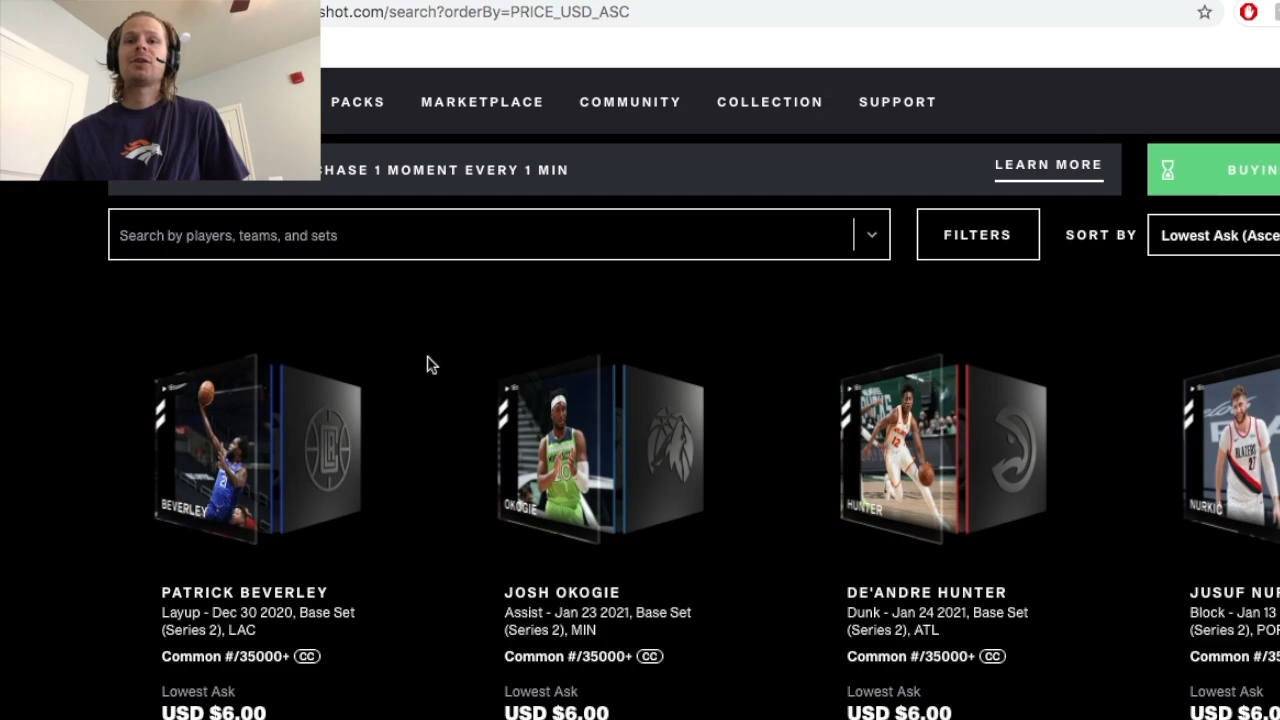 shot.com/search?orderBy=PRICE_USD_ASC
PACKS MARKETPLACE COMMUNITY COLLECTION SUPPORT
CHASE 1 MOMENT EVERY 1 MIN
LEARN MORE
BUYIN
Search by players, teams, and sets
FILTERS
SORT BY
Lowest Ask (Asce
BEVERLEY
OKOGIE
HUNTER
NURKIĆ
PATRICK BEVERLEY
Layup - Dec 30 2020, Base Set
(Series 2), LAC
Common #/35000+ CC
Lowest Ask
USD $6.00
JOSH OKOGIE
Assist - Jan 23 2021, Base Set
(Series 2), MIN
Common #/35000+ CC
Lowest Ask
USD $6.00
DE'ANDRE HUNTER
Dunk - Jan 24 2021, Base Set
(Series 2), ATL
Common #/35000+ CC
Lowest Ask
USD $6.00
JUSUF NUR
Block - Jan 13
(Series 2), POR
Common #/35
Lowest Ask
USD $6.0